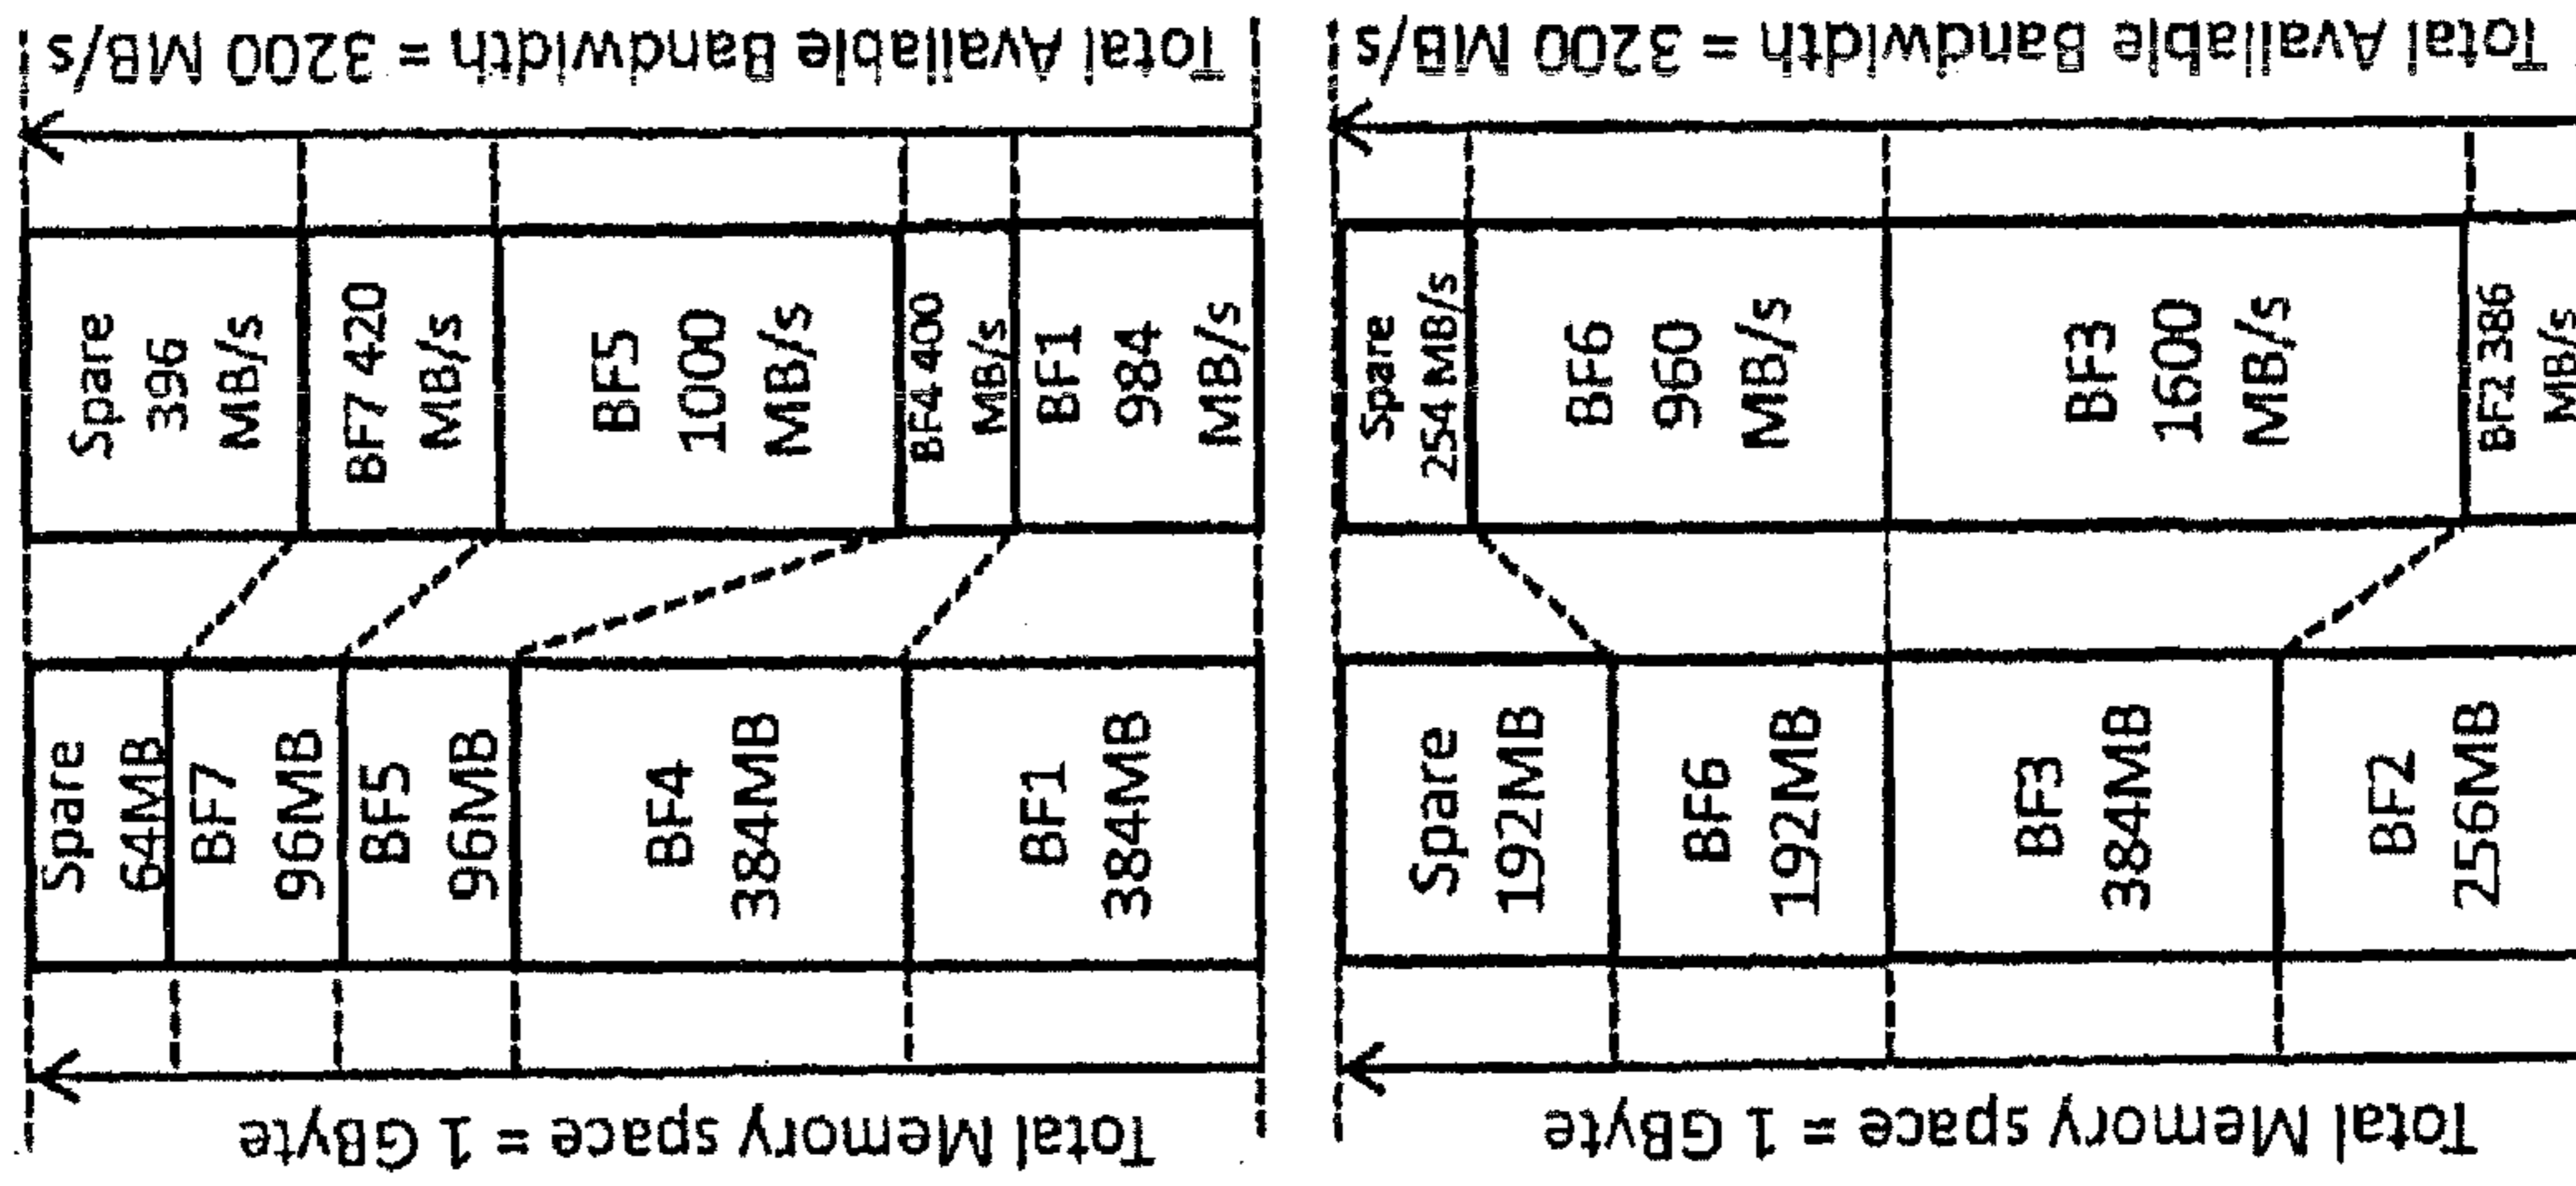 Total Available Bandwidth = 3200 MB/s
Spare
396
MB/s
BF7 420
MB/s
BF5
1000
MB/s
BF4 400
MB/s
BF1
984
MB/s
Spare
64MB
BF7
96MB
BF5
96MB
BF4
384MB
BF1
384MB
Total Memory space = 1 GByte
Total Available Bandwidth = 3200 MB/s
Spare
254 MB/s
BF6
960
MB/s
BF3
1600
MB/s
BF2 386
MB/s
Spare
192MB
BF6
192MB
BF3
384MB
BF2
256MB
Total Memory space = 1 GByte